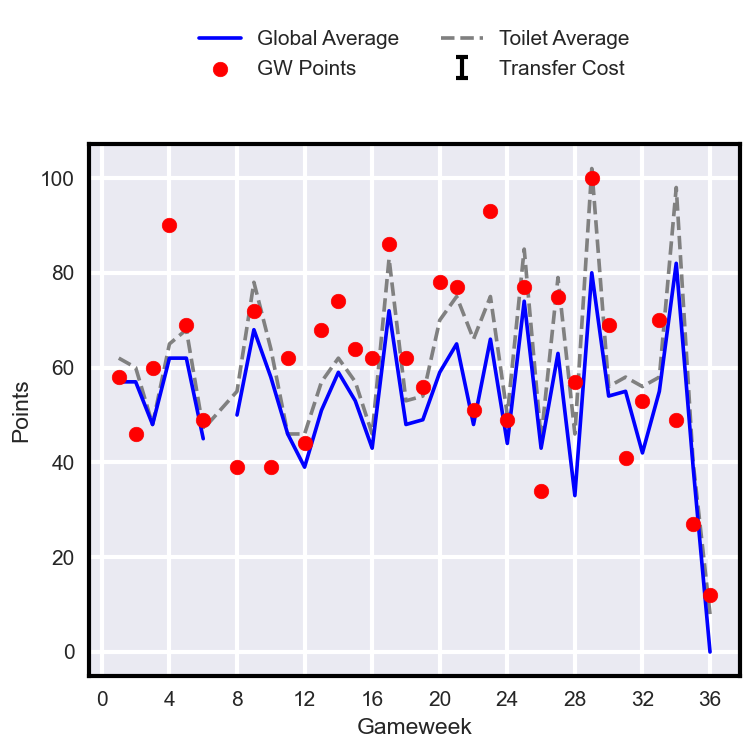 Global Average
Toilet Average
GW Points
Transfer Cost
100
80
60
40
20
0
Points
0 4 8 12 16 20 24 28 32 36
Gameweek